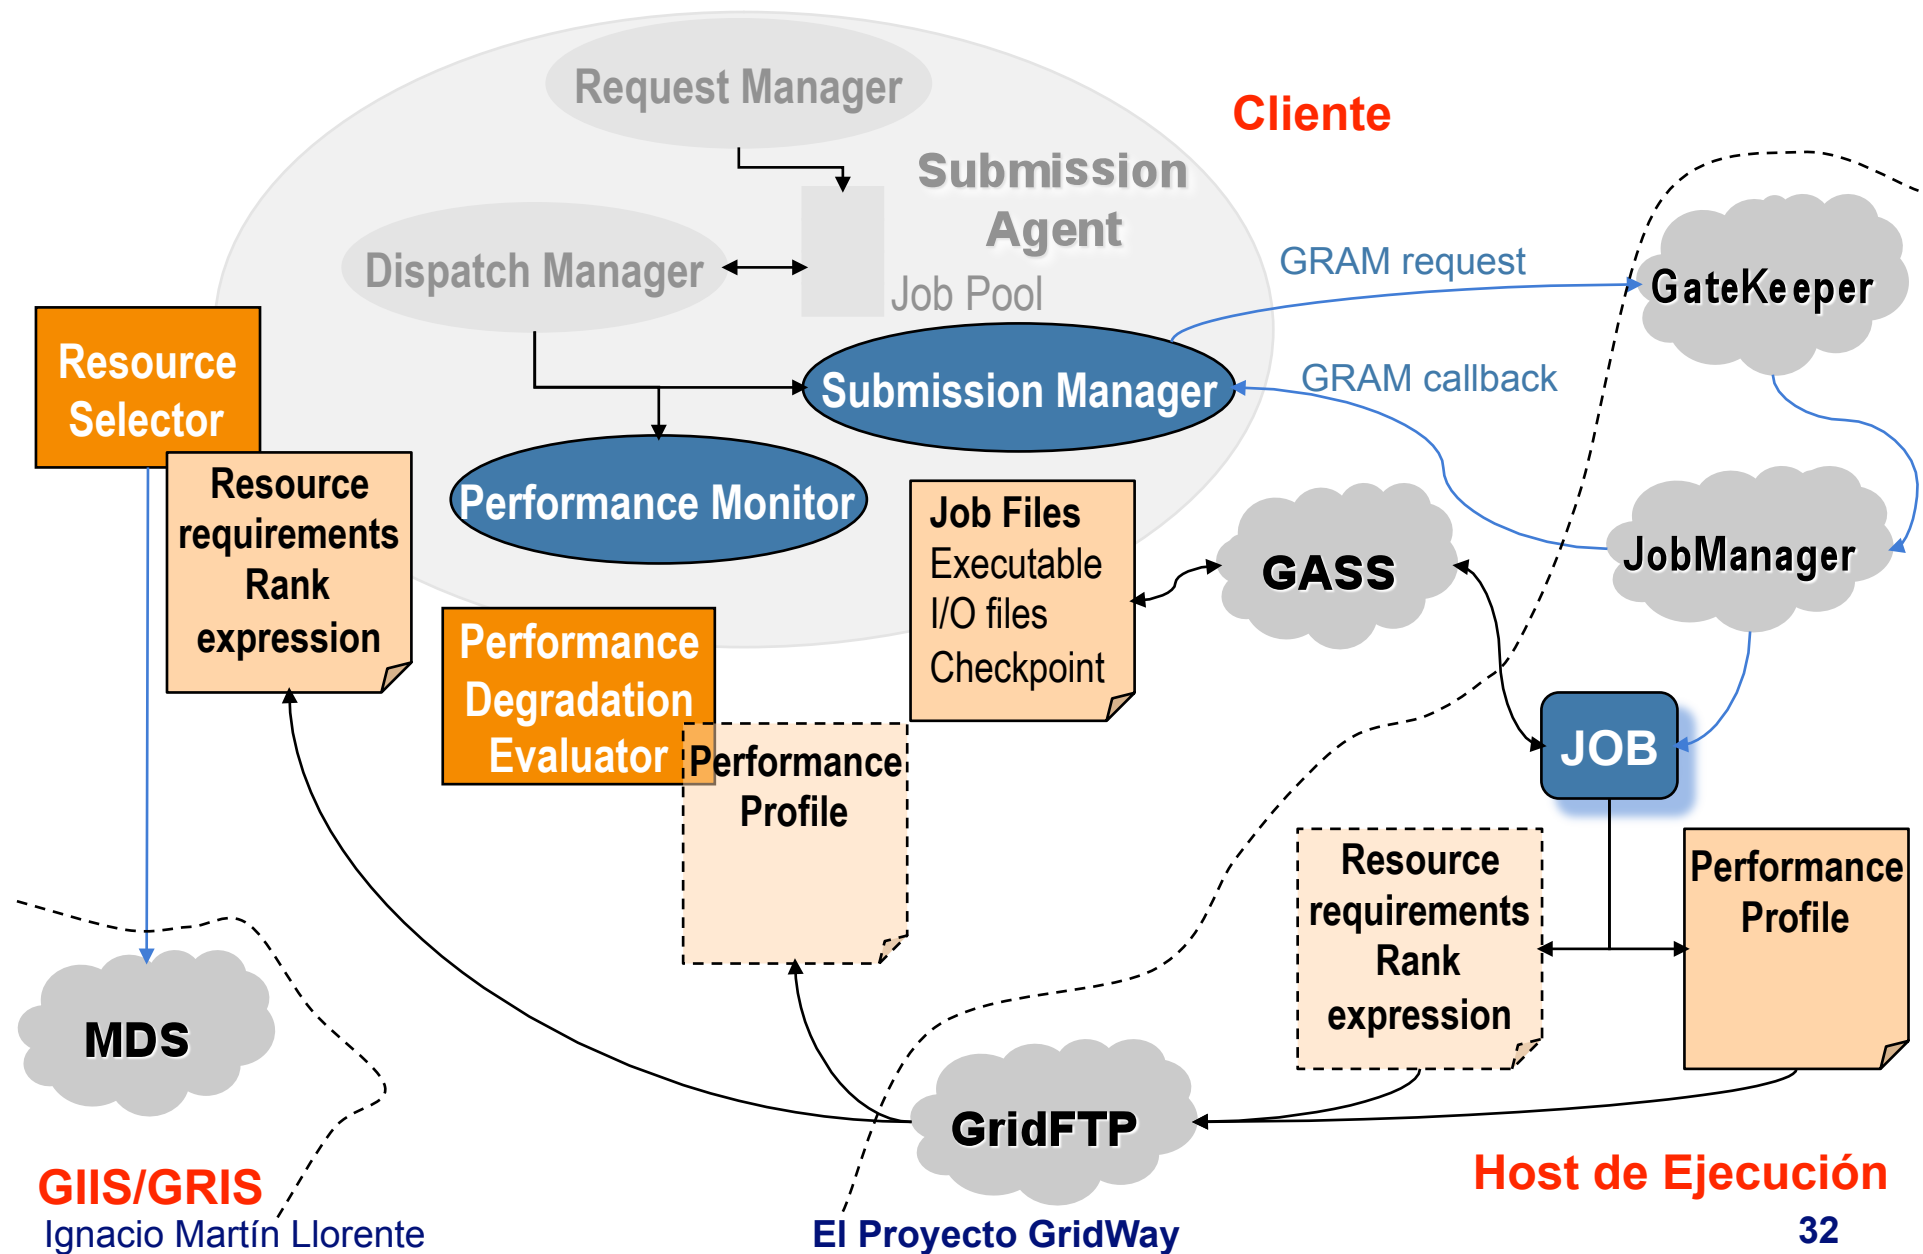 Request Manager
Cliente
Submission
Agent
Dispatch Manager
Job Pool
GRAM request
GateKeeper
Resource
Selector
Submission Manager
GRAM callback
Resource
requirements
Rank
expression
Performance Monitor
Job Files
Executable
I/O files
Checkpoint
GASS
JobManager
Performance
Degradation
Evaluator
Performance
Profile
JOB
Resource
requirements
Rank
expression
Performance
Profile
MDS
GridFTP
GIIS/GRIS
Host de Ejecución
Ignacio Martín Llorente
El Proyecto GridWay
32